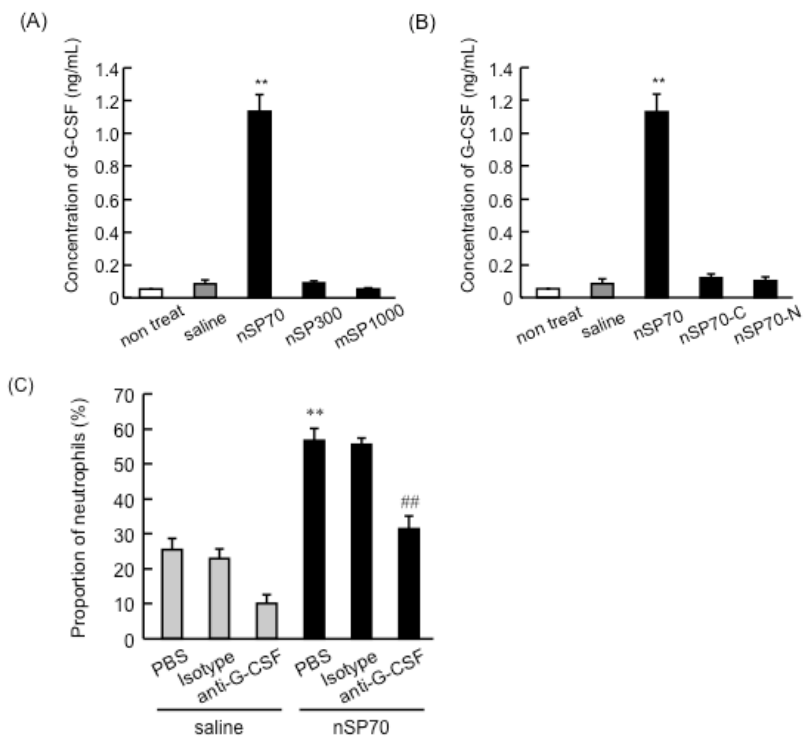 (A)
Concentration of G-CSF (ng/mL)
1.4
1.2
1.0
0.8
0.6
0.4
0.2
0
**
non treat
saline
nSP70
nSP300
mSP1000
(B)
Concentration of G-CSF (ng/mL)
1.4
1.2
1.0
0.8
0.6
0.4
0.2
0
**
non treat
saline
nSP70
nSP70-C
nSP70-N
(C)
Proportion of neutrophils (%)
70
60
50
40
30
20
10
0
**
##
PBS
Isotype
anti-G-CSF
PBS
Isotype
anti-G-CSF
saline
nSP70